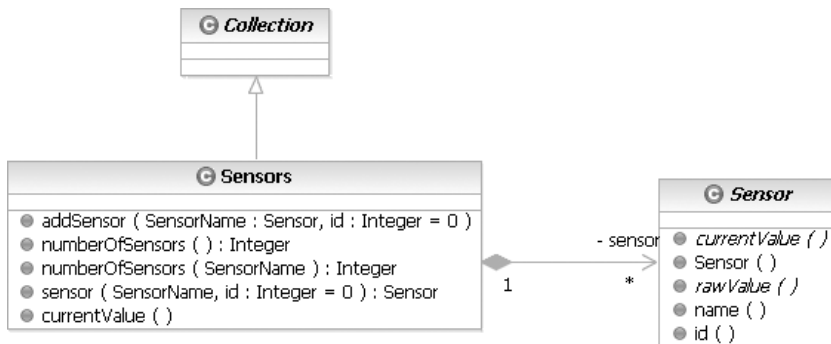 Collection
Sensors
addSensor ( SensorName : Sensor, id : Integer = 0 )
numberOfSensors ( ) : Integer
numberOfSensors ( SensorName ) : Integer
sensor ( SensorName, id : Integer = 0 ) : Sensor
currentValue ( )
- sensor
1
*
Sensor
currentValue ( )
Sensor ( )
rawValue ( )
name ( )
id ( )